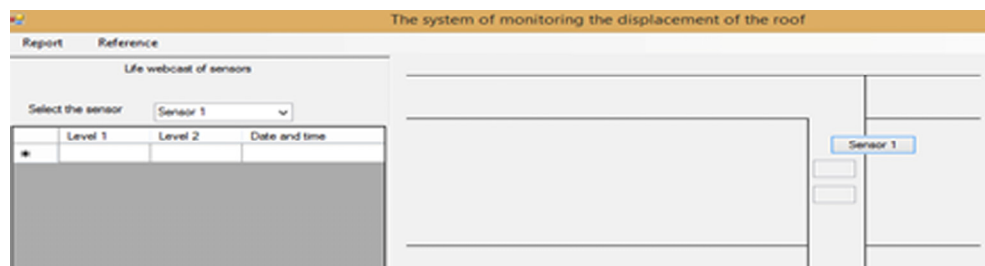 The system of monitoring the displacement of the roof
Report Reference
Life webcast of sensors
Select the sensor Sensor 1
Level 1 Level 2 Date and time
Sensor 1